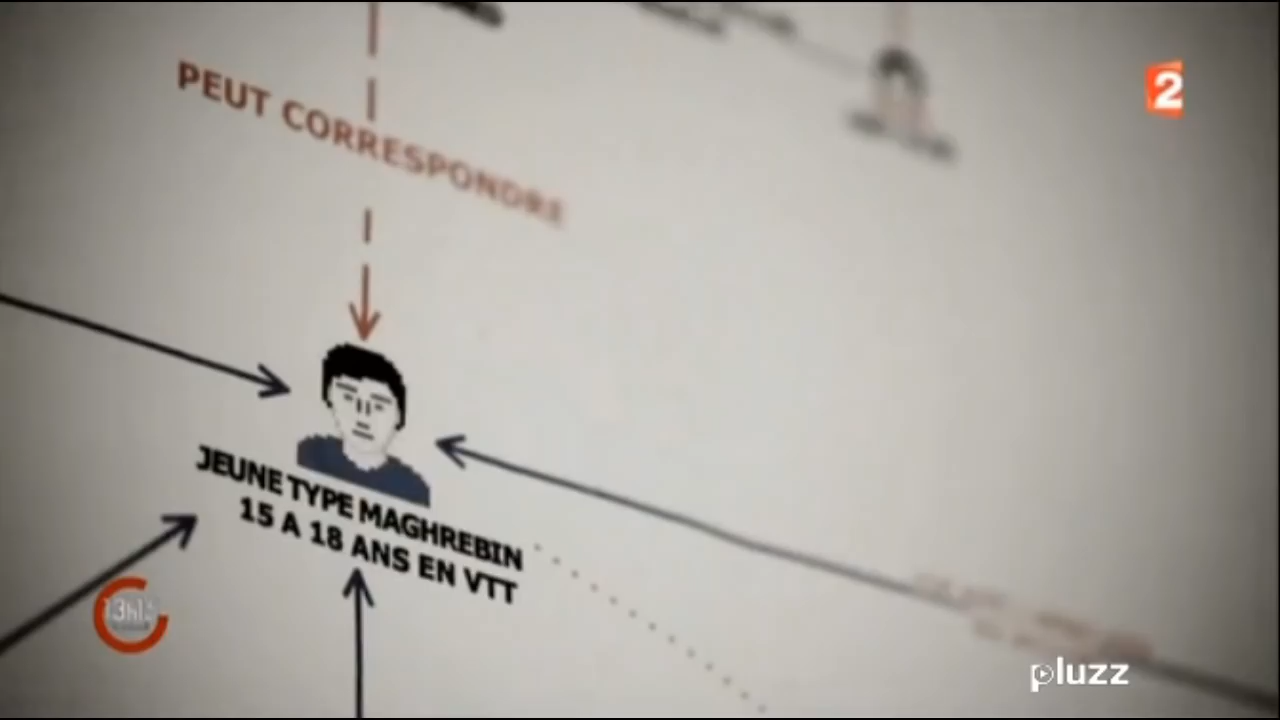 PEUT CORRESPONDRE
2
JEUNE TYPE MAGHREBIN
15 A 18 ANS EN VTT
pluzz